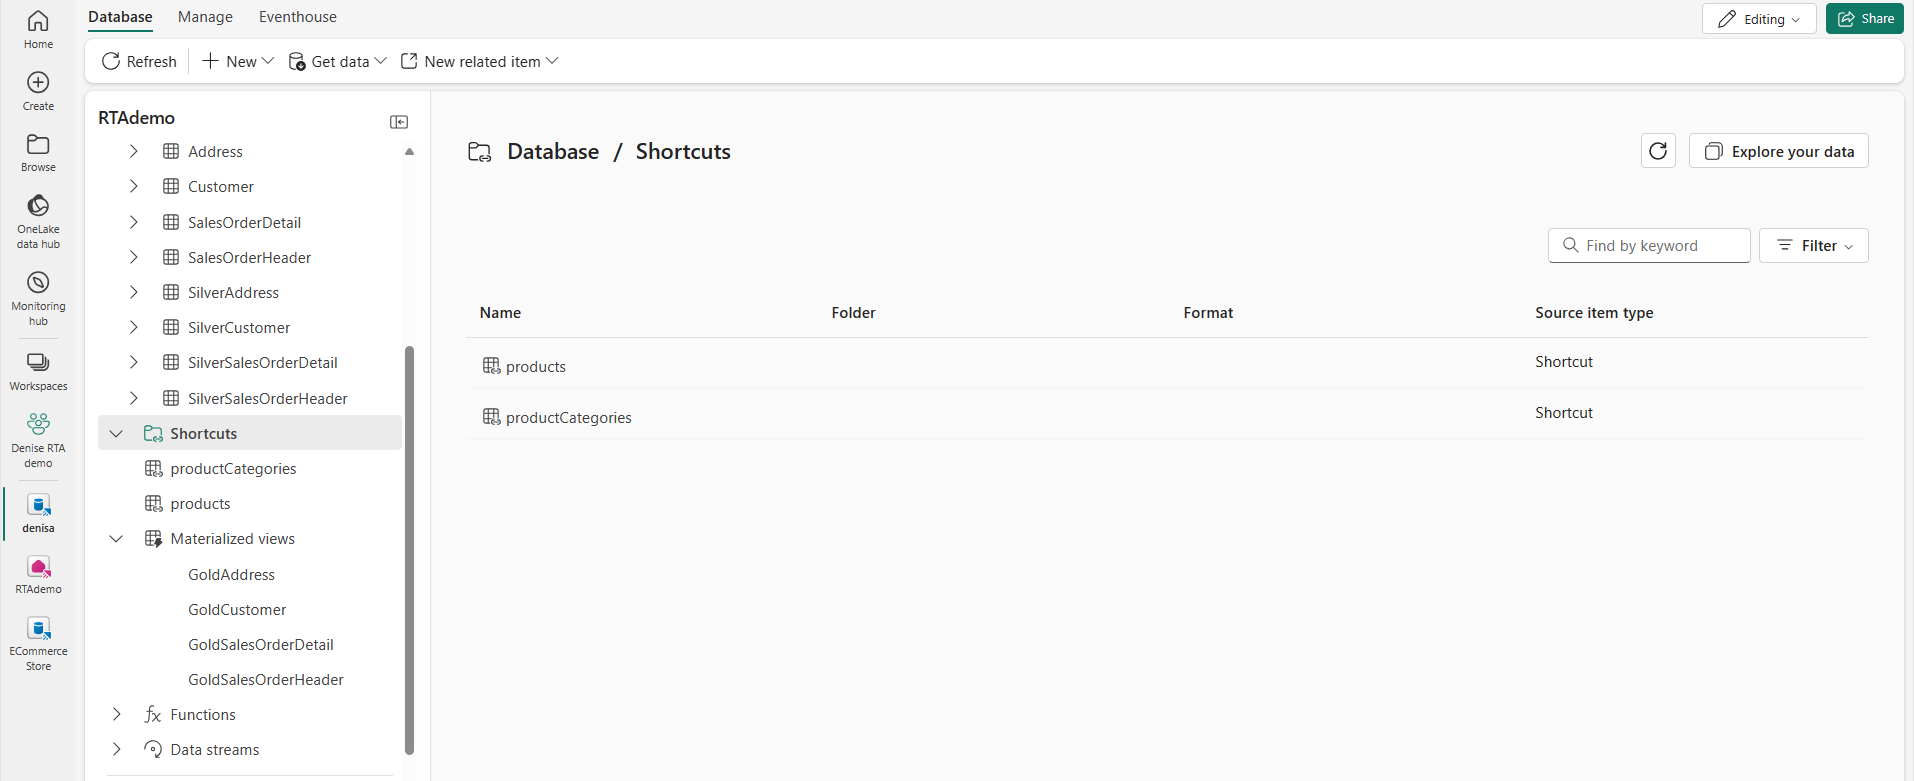 Home
Create
Browse
OneLake
data hub
Monitoring
hub
Workspaces
Denise RTA
demo
denisa
RTAdemo
ECommerce
Store
Database Manage Eventhouse
Editing Share
Refresh New Get data New related item
RTAdemo
Address
Customer
SalesOrderDetail
SalesOrderHeader
SilverAddress
SilverCustomer
SilverSalesOrderDetail
SilverSalesOrderHeader
Shortcuts
productCategories
products
Materialized views
GoldAddress
GoldCustomer
GoldSalesOrderDetail
GoldSalesOrderHeader
Functions
Data streams
Database / Shortcuts
Explore your data
Find by keyword Filter
Name Folder Format Source item type
products Shortcut
productCategories Shortcut